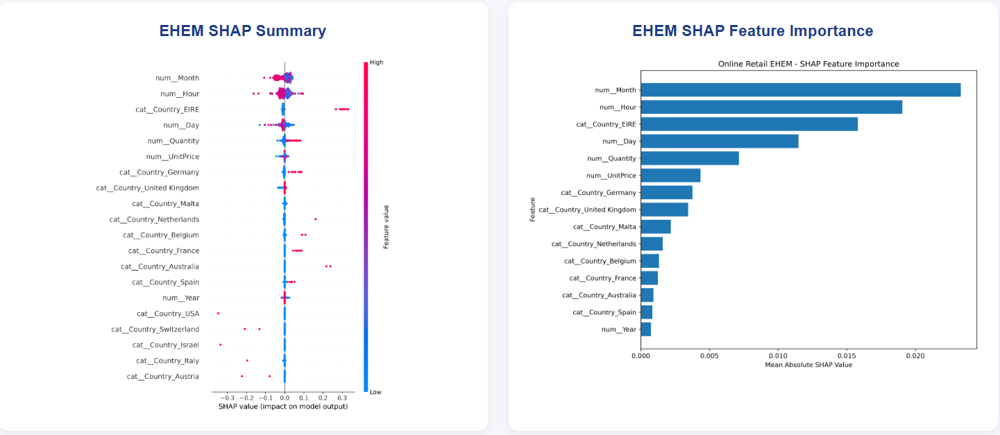 EHEM SHAP Summary
High
num__Month
num__Hour
cat__Country_EIRE
num__Day
num__Quantity
num__UnitPrice
cat__Country_Germany
cat__Country_United Kingdom
cat__Country_Malta
cat__Country_Netherlands
cat__Country_Belgium
cat__Country_France
cat__Country_Australia
cat__Country_Spain
num__Year
cat__Country_USA
cat__Country_Switzerland
cat__Country_Israel
cat__Country_Italy
cat__Country_Austria
Feature value
Low
−0.3 −0.2 −0.1 0.0 0.1 0.2 0.3
SHAP value (impact on model output)
EHEM SHAP Feature Importance
Online Retail EHEM - SHAP Feature Importance
num__Month
num__Hour
cat__Country_EIRE
num__Day
num__Quantity
num__UnitPrice
cat__Country_Germany
cat__Country_United Kingdom
cat__Country_Malta
cat__Country_Netherlands
cat__Country_Belgium
cat__Country_France
cat__Country_Australia
cat__Country_Spain
num__Year
Feature
0.000 0.005 0.010 0.015 0.020
Mean Absolute SHAP Value